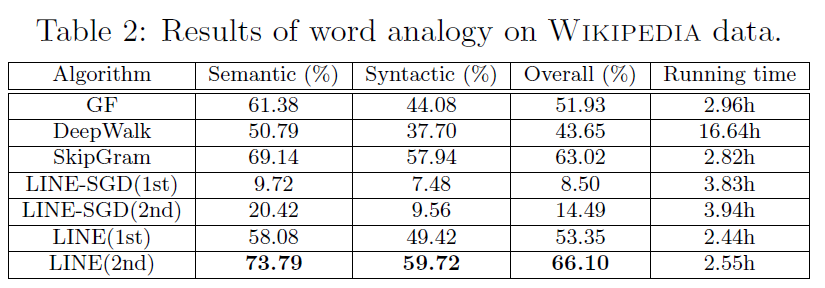 Table 2: Results of word analogy on WIKIPEDIA data.
Algorithm Semantic (%) Syntactic (%) Overall (%) Running time
GF 61.38 44.08 51.93 2.96h
DeepWalk 50.79 37.70 43.65 16.64h
SkipGram 69.14 57.94 63.02 2.82h
LINE-SGD(1st) 9.72 7.48 8.50 3.83h
LINE-SGD(2nd) 20.42 9.56 14.49 3.94h
LINE(1st) 58.08 49.42 53.35 2.44h
LINE(2nd) 73.79 59.72 66.10 2.55h